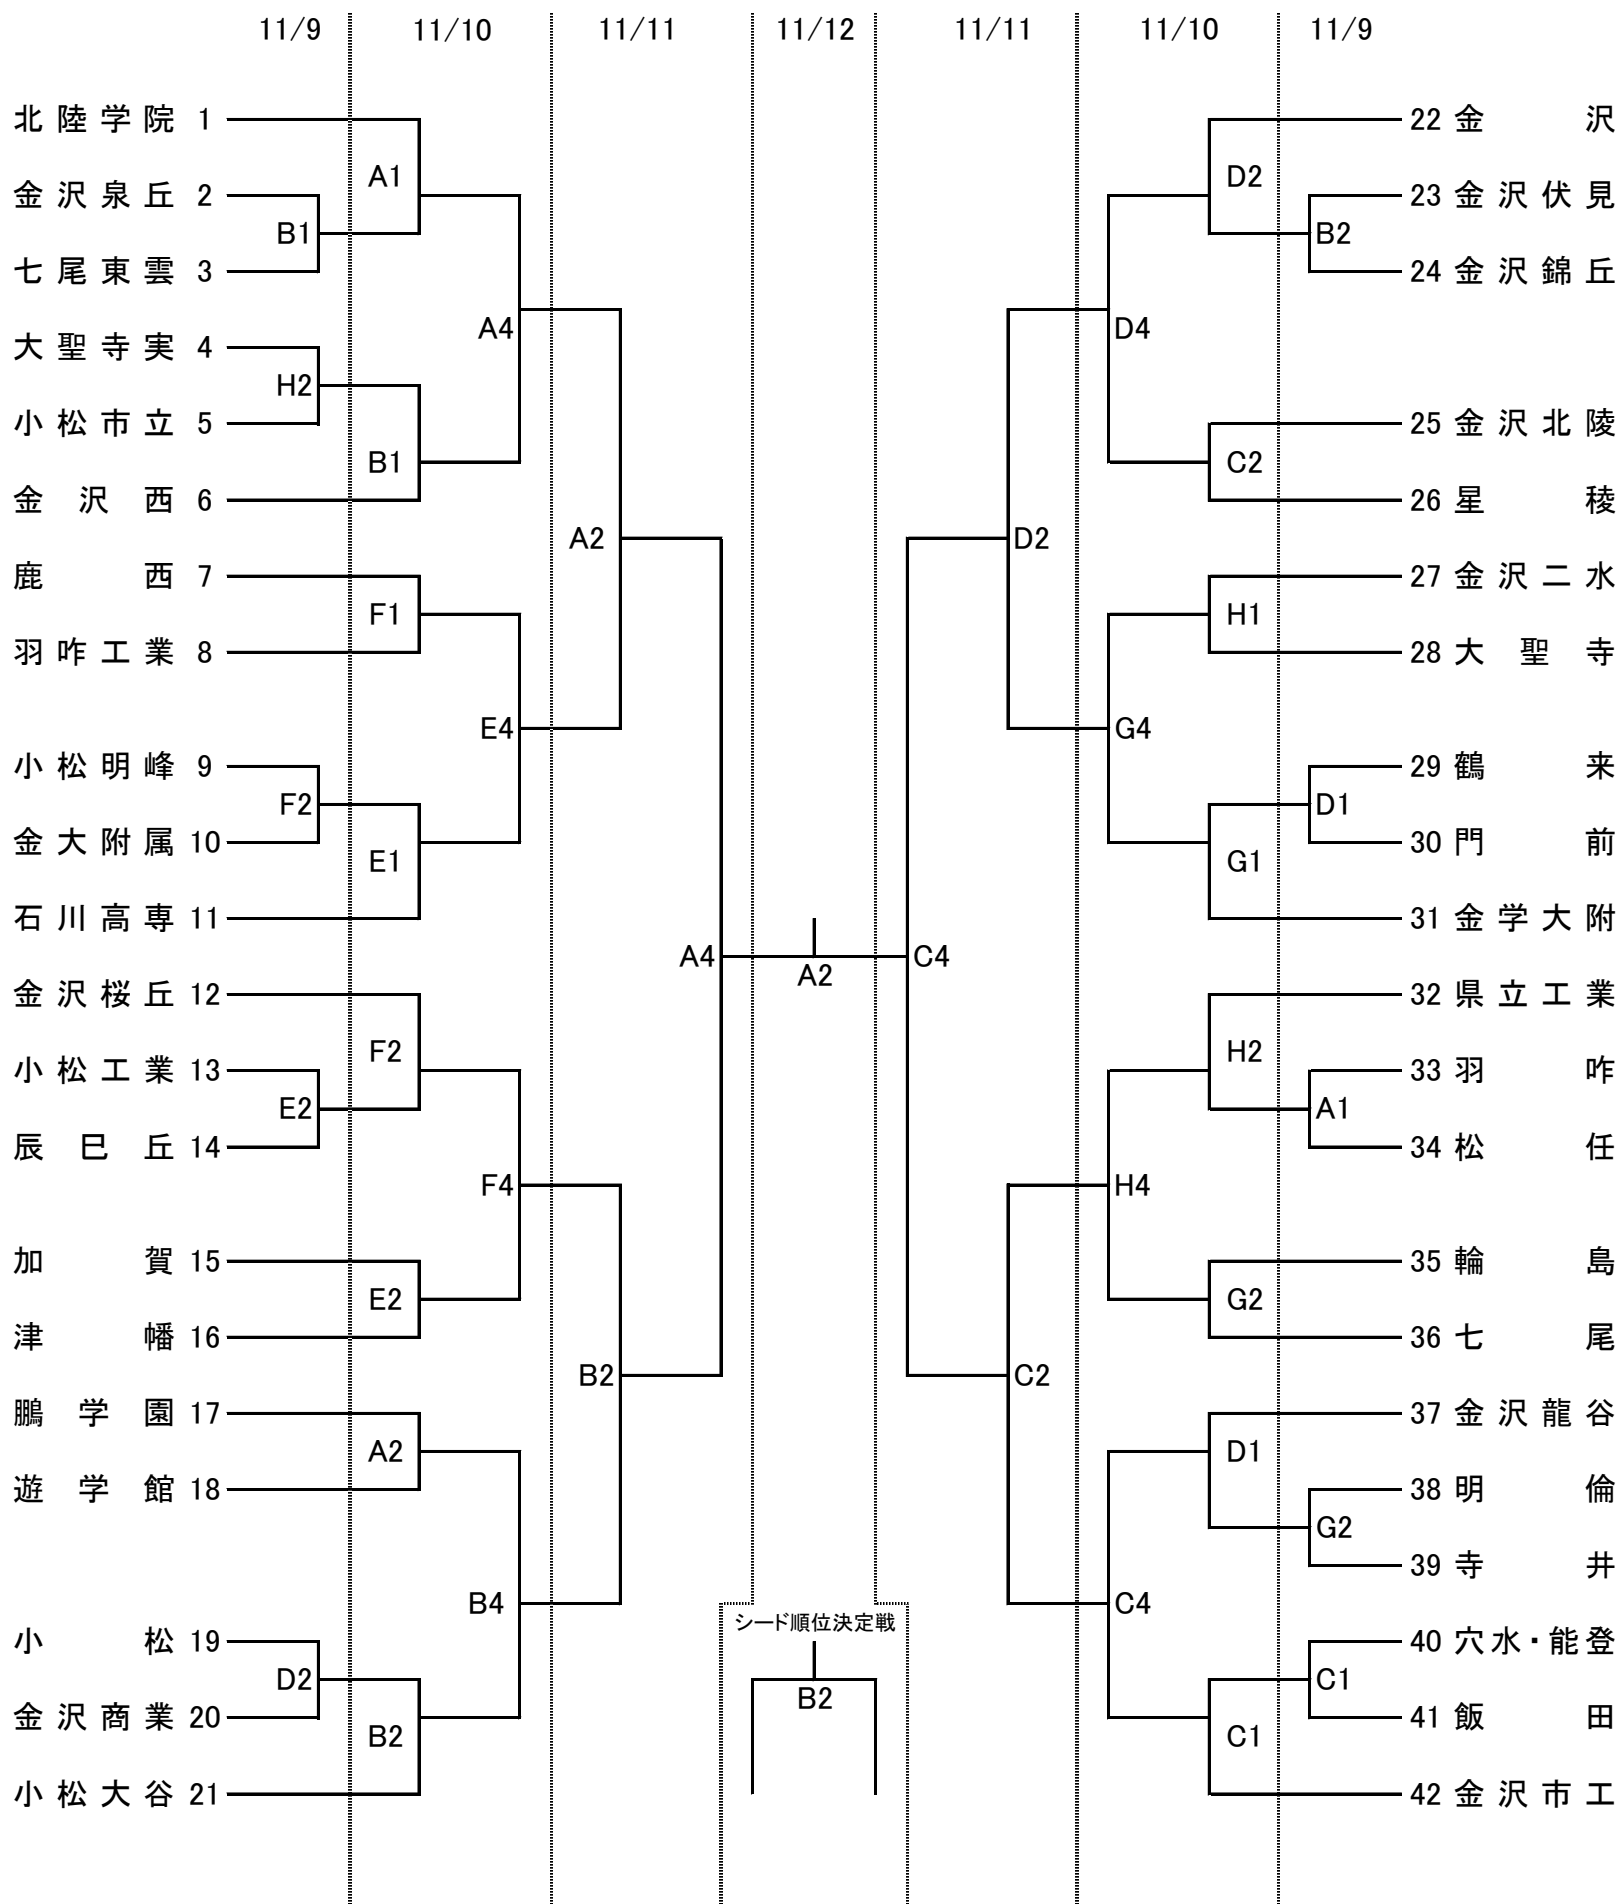 11/9 11/10 11/11 11/12 11/11 11/10 11/9
北陸学院 1
A1
金沢泉丘 2
B1
七尾東雲 3
A4
大聖寺実 4
H2
小松市立 5
B1
金沢西 6
A2
鹿西 7
F1
羽咋工業 8
E4
小松明峰 9
F2
金大附属 10
E1
石川高専 11
A4
金沢桜丘 12
F2
小松工業 13
E2
辰巳丘 14
F4
加賀 15
E2
津幡 16
B2
鵬学園 17
A2
遊学館 18
B4
小松 19
D2
金沢商業 20
B2
小松大谷 21
A2
シード順位決定戦
B2
22 金沢
D2
23 金沢伏見
B2
24 金沢錦丘
D4
25 金沢北陵
C2
26 星稜
D2
27 金沢二水
H1
28 大聖寺
G4
29 鶴来
D1
30 門前
G1
31 金学大附
C4
32 県立工業
H2
33 羽咋
A1
34 松任
H4
35 輪島
G2
36 七尾
C2
37 金沢龍谷
D1
38 明倫
G2
39 寺井
C4
40 穴水・能登
C1
41 飯田
C1
42 金沢市工